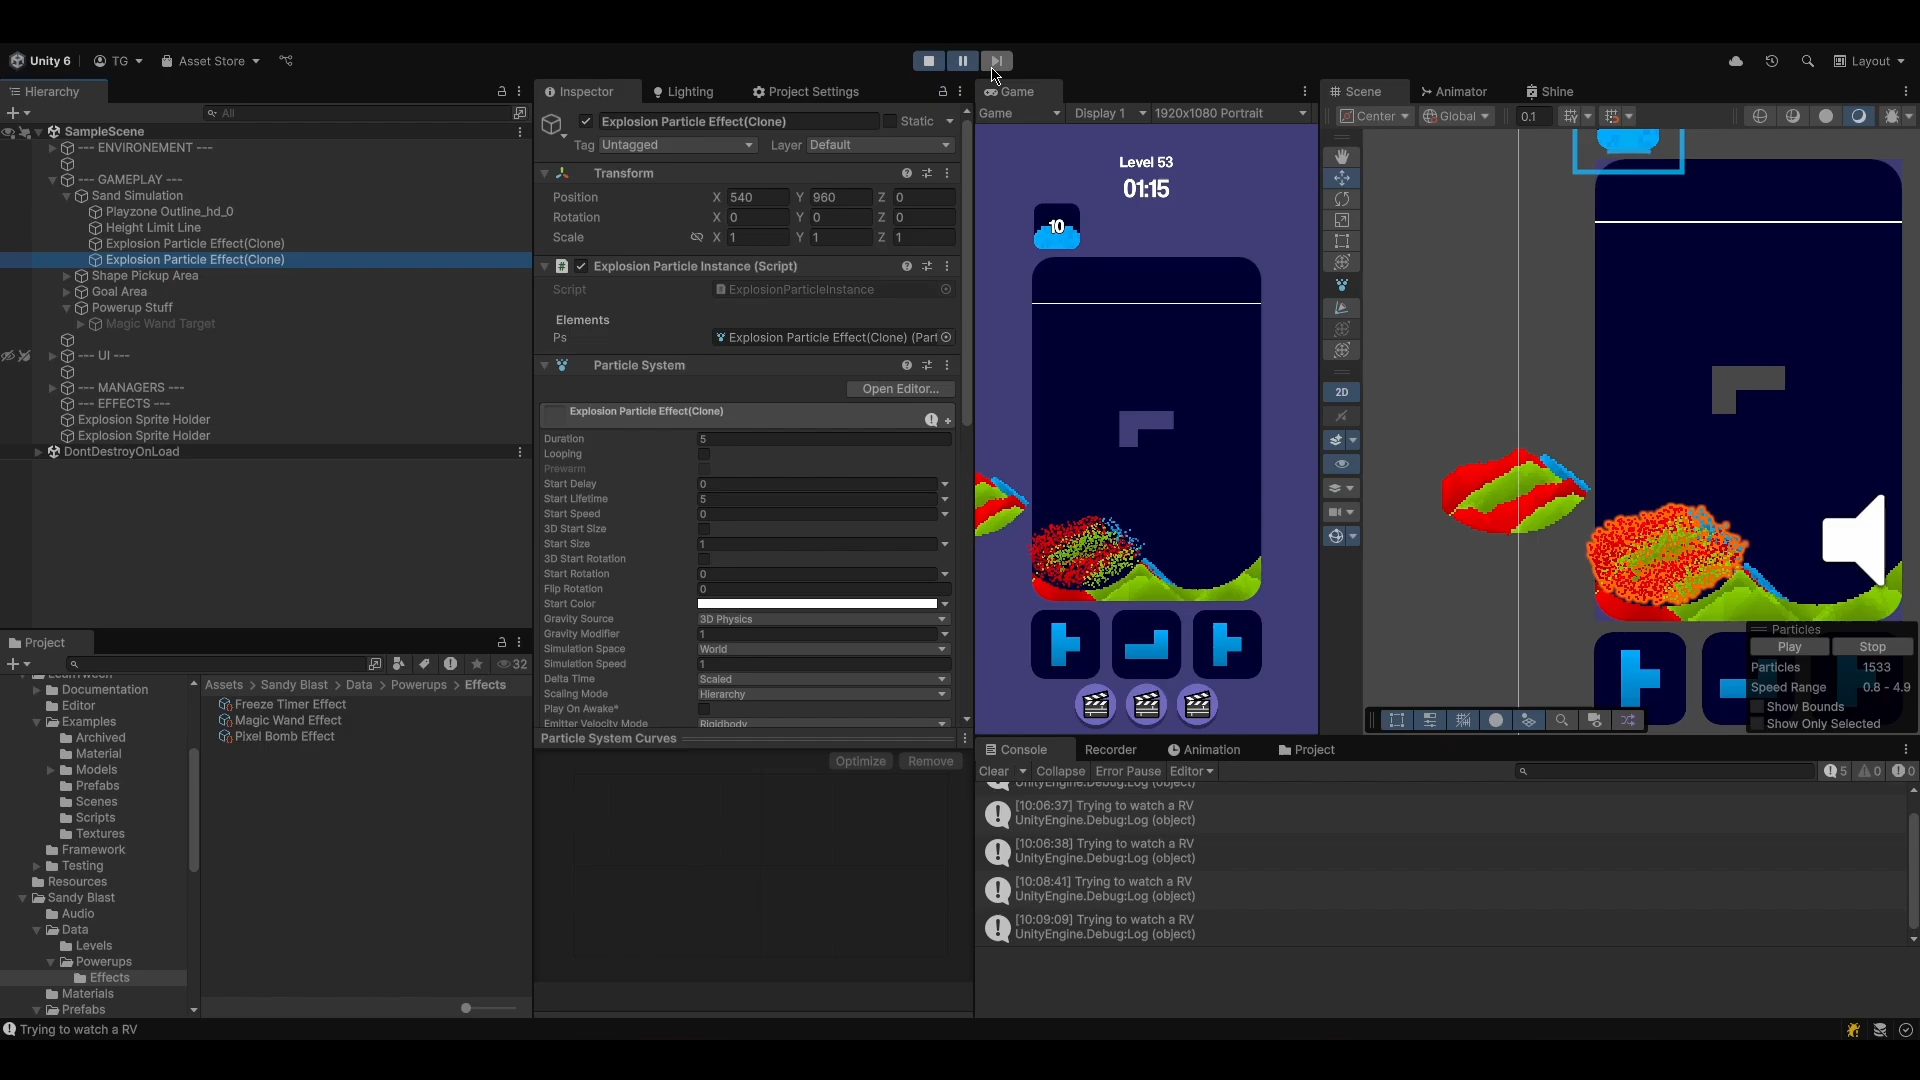 Unity 6
TG
Asset Store
Layout
Hierarchy
All
SampleScene
--- ENVIRONEMENT ---
--- GAMEPLAY ---
Sand Simulation
Playzone Outline_hd_0
Height Limit Line
Explosion Particle Effect(Clone)
Explosion Particle Effect(Clone)
Shape Pickup Area
Goal Area
Powerup Stuff
Magic Wand Target
--- UI ---
--- MANAGERS ---
--- EFFECTS ---
Explosion Sprite Holder
Explosion Sprite Holder
DontDestroyOnLoad
Inspector
Lighting
Project Settings
Explosion Particle Effect(Clone)
Static
Tag Untagged
Layer Default
Transform
Position X 540 Y 960 Z 0
Rotation X 0 Y 0 Z 0
Scale X 1 Y 1 Z 1
Explosion Particle Instance (Script)
Script ExplosionParticleInstance
Elements
Ps Explosion Particle Effect(Clone) (Part
Particle System
Open Editor...
Explosion Particle Effect(Clone)
Duration 5
Looping
Prewarm
Start Delay 0
Start Lifetime 5
Start Speed 0
3D Start Size
Start Size 1
3D Start Rotation
Start Rotation 0
Flip Rotation 0
Start Color
Gravity Source 3D Physics
Gravity Modifier 1
Simulation Space World
Simulation Speed 1
Delta Time Scaled
Scaling Mode Hierarchy
Play On Awake*
Emitter Velocity Mode Rigidbody
Particle System Curves
Optimize
Remove
Game
Game
Display 1
1920x1080 Portrait
Level 53
01:15
10
Scene
Animator
Shine
Center
Global
0.1
2D
Particles
Play
Stop
Particles 1533
Speed Range 0.8 - 4.9
Show Bounds
Show Only Selected
Project
32
LeanTween
Documentation
Editor
Examples
Archived
Material
Models
Prefabs
Scenes
Scripts
Textures
Framework
Testing
Resources
Sandy Blast
Audio
Data
Levels
Powerups
Effects
Materials
Prefabs
Assets > Sandy Blast > Data > Powerups > Effects
Freeze Timer Effect
Magic Wand Effect
Pixel Bomb Effect
Console
Recorder
Animation
Project
Clear
Collapse
Error Pause
Editor
5
0
0
UnityEngine.Debug:Log (object)
[10:06:37] Trying to watch a RV
UnityEngine.Debug:Log (object)
[10:06:38] Trying to watch a RV
UnityEngine.Debug:Log (object)
[10:08:41] Trying to watch a RV
UnityEngine.Debug:Log (object)
[10:09:09] Trying to watch a RV
UnityEngine.Debug:Log (object)
Trying to watch a RV